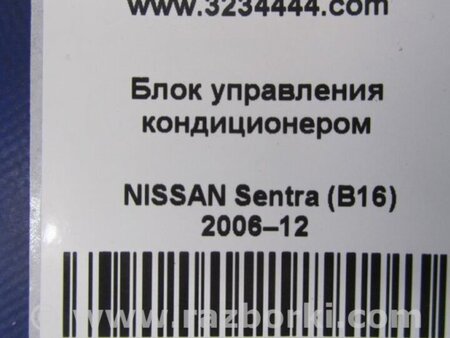 www.3234444.com
Блок управления
кондиционером
NISSAN Sentra (B16)
2006–12
© www.razborki.com